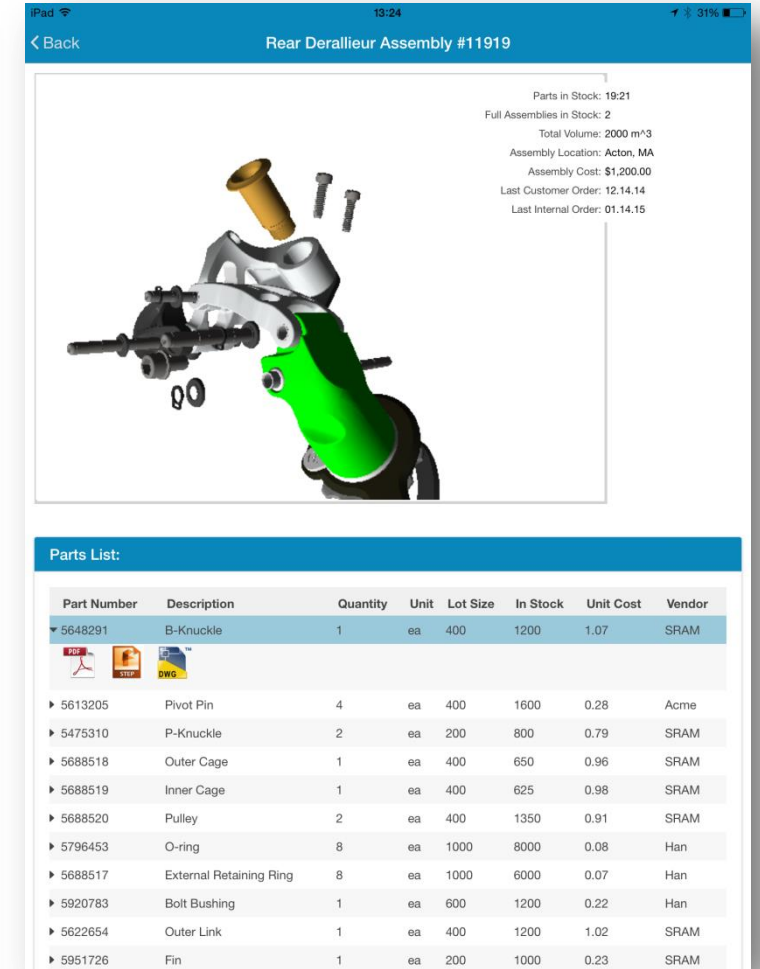 iPad 13:24 31%
Back Rear Derallieur Assembly #11919
Parts in Stock: 19:21
Full Assemblies in Stock: 2
Total Volume: 2000 m^3
Assembly Location: Acton, MA
Assembly Cost: $1,200.00
Last Customer Order: 12.14.14
Last Internal Order: 01.14.15
Parts List:
Part Number Description Quantity Unit Lot Size In Stock Unit Cost Vendor
5648291 B-Knuckle 1 ea 400 1200 1.07 SRAM
PDF STEP DWG™
5613205 Pivot Pin 4 ea 400 1600 0.28 Acme
5475310 P-Knuckle 2 ea 200 800 0.79 SRAM
5688518 Outer Cage 1 ea 400 650 0.96 SRAM
5688519 Inner Cage 1 ea 400 625 0.98 SRAM
5688520 Pulley 2 ea 400 1350 0.91 SRAM
5796453 O-ring 8 ea 1000 8000 0.08 Han
5688517 External Retaining Ring 8 ea 1000 6000 0.07 Han
5920783 Bolt Bushing 1 ea 600 1200 0.22 Han
5622654 Outer Link 1 ea 400 1200 1.02 SRAM
5951726 Fin 1 ea 200 1000 0.23 SRAM